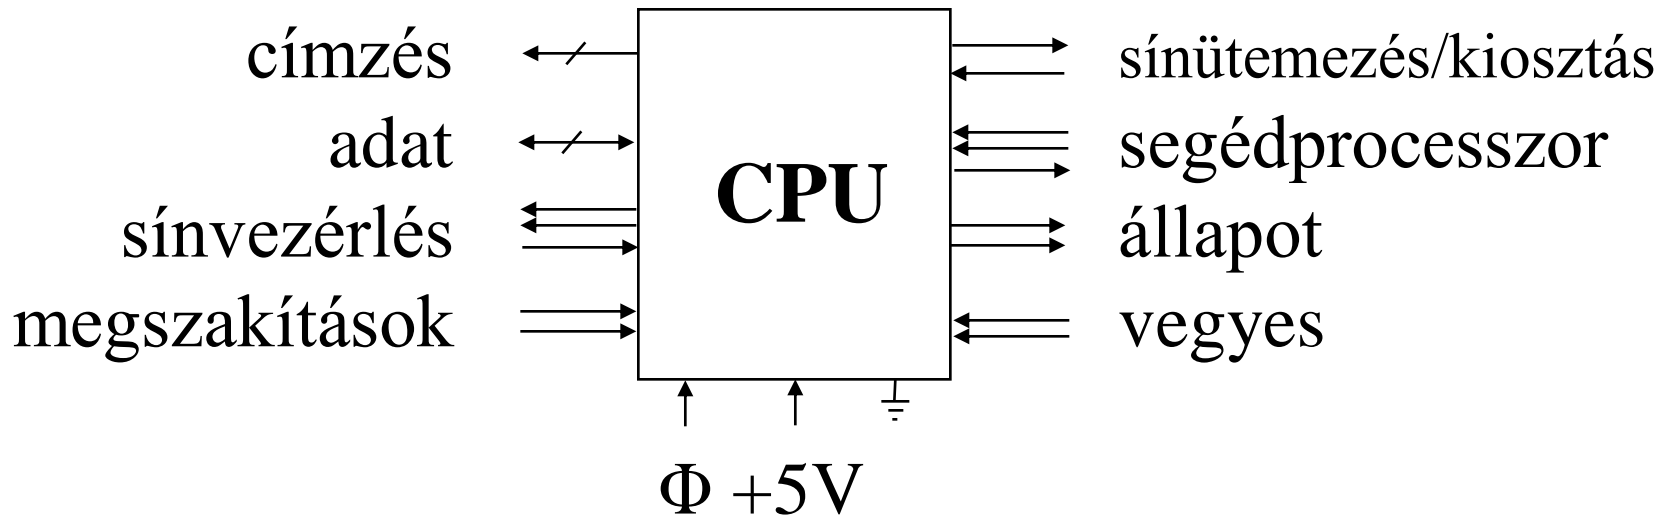 címzés
adat
sínvezérlés
megszakítások
CPU
sínütemezés/kiosztás
segédprocesszor
állapot
vegyes
Φ +5V